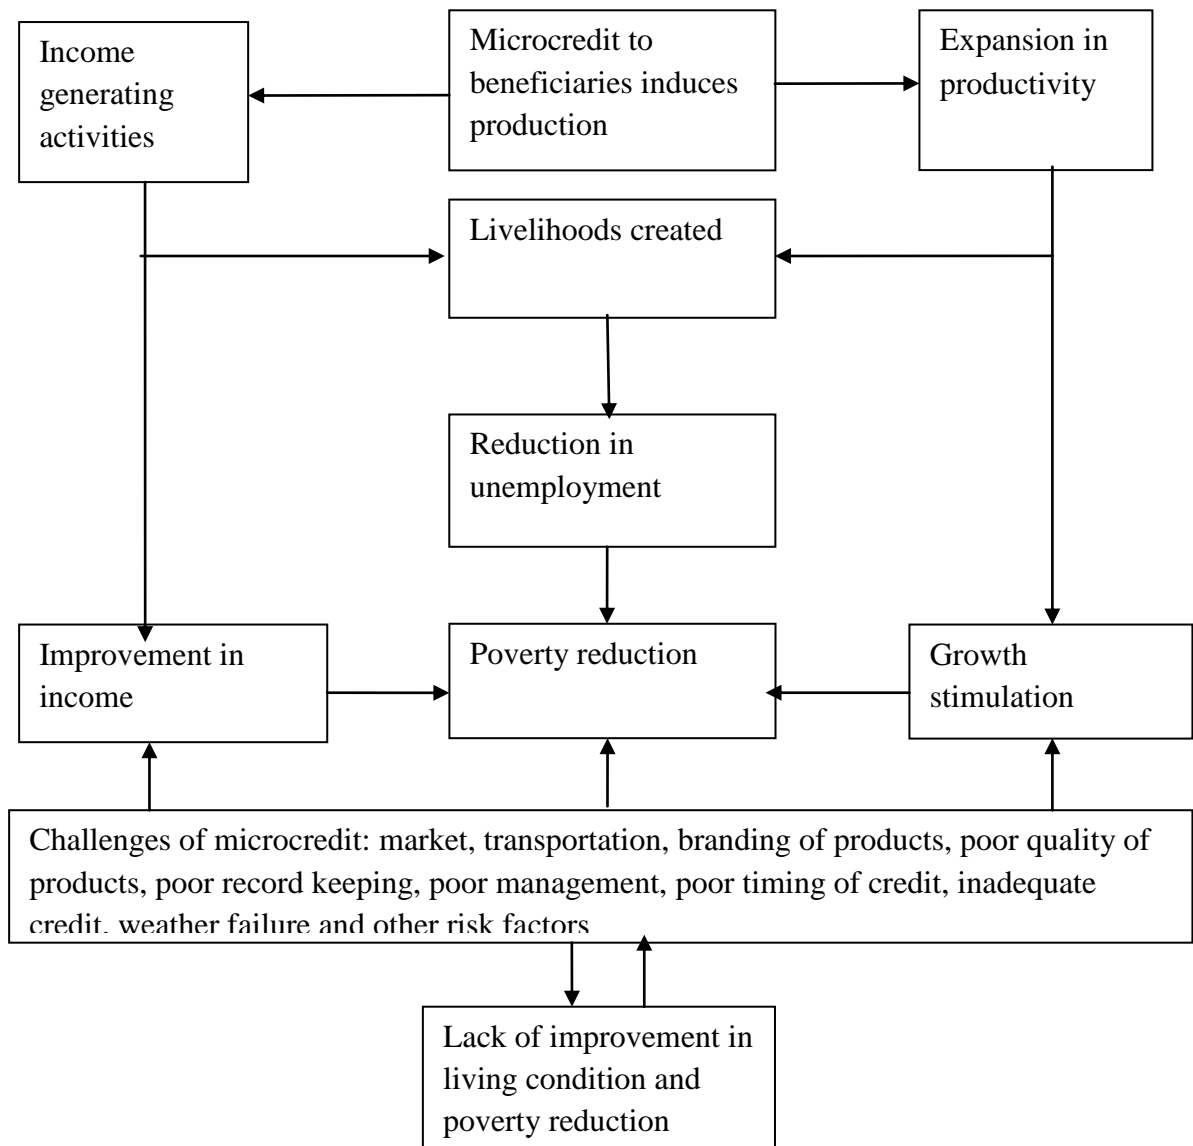 Income
generating
activities
Microcredit to
beneficiaries induces
production
Expansion in
productivity
Livelihoods created
Reduction in
unemployment
Improvement in
income
Poverty reduction
Growth
stimulation
Challenges of microcredit: market, transportation, branding of products, poor quality of
products, poor record keeping, poor management, poor timing of credit, inadequate
credit, weather failure and other risk factors
Lack of improvement in
living condition and
poverty reduction